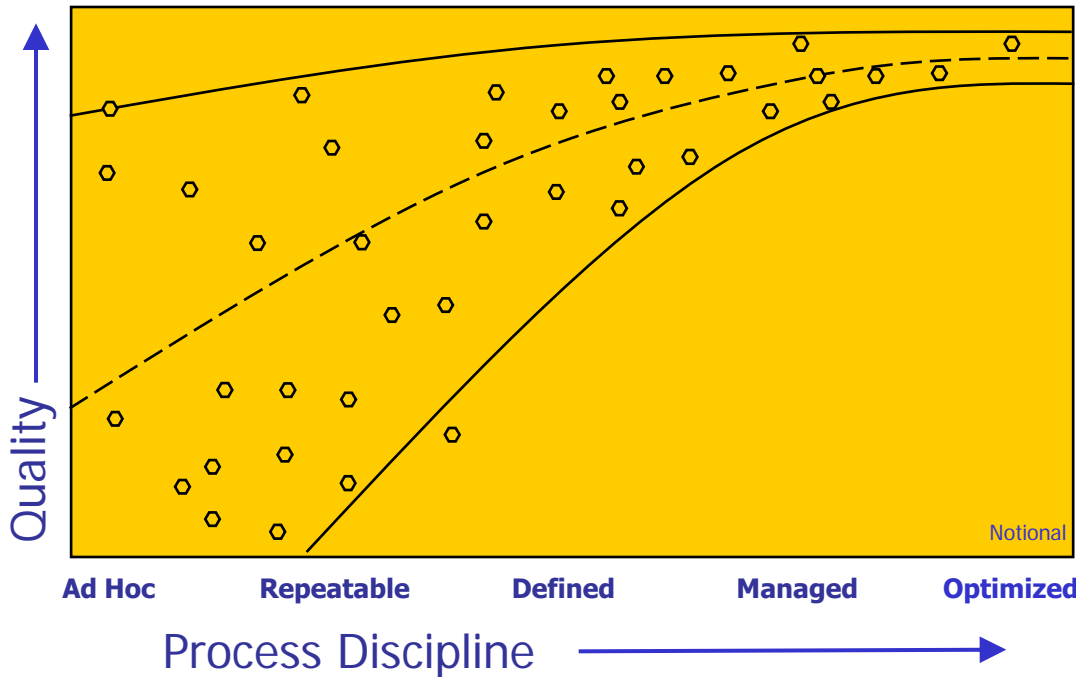 Quality
Notional
Ad Hoc Repeatable Defined Managed Optimized
Process Discipline